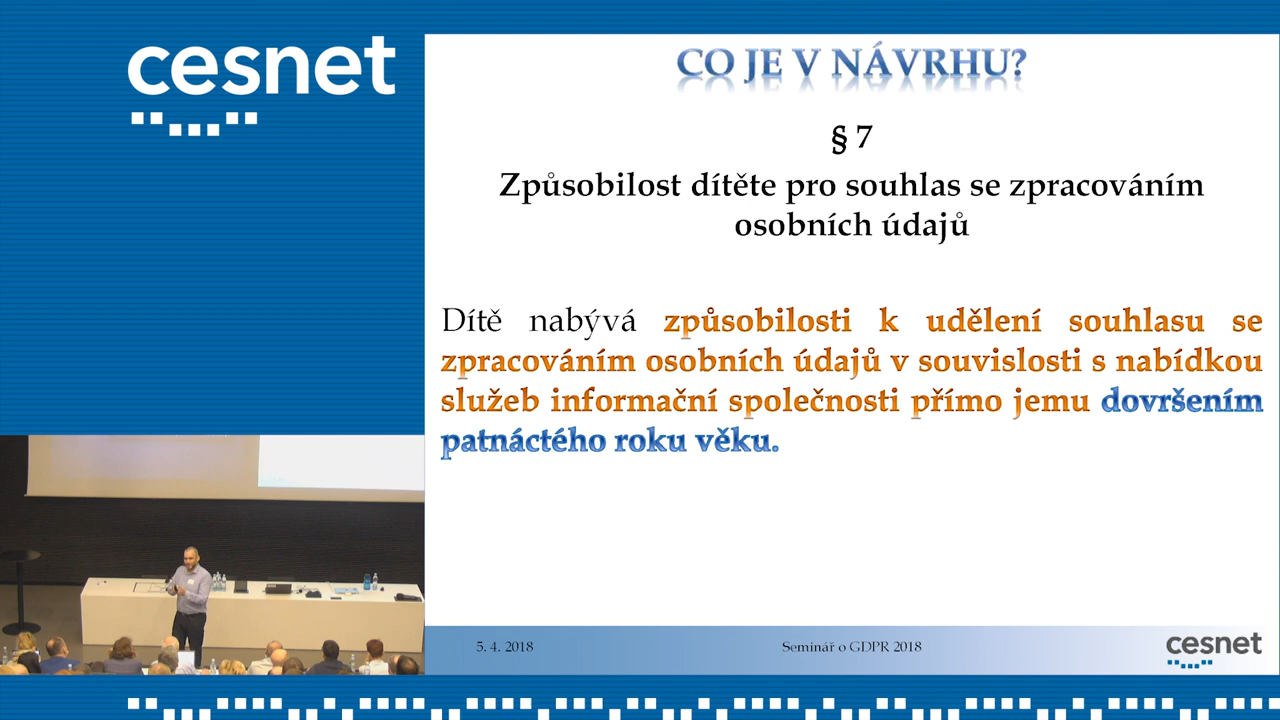 cesnet
CO JE V NÁVRHU?
§ 7
Způsobilost dítěte pro souhlas se zpracováním
osobních údajů
Dítě nabývá způsobilosti k udělení souhlasu se
zpracováním osobních údajů v souvislosti s nabídkou
služeb informační společnosti přímo jemu dovršením
patnáctého roku věku.
5. 4. 2018
Seminář o GDPR 2018
cesnet